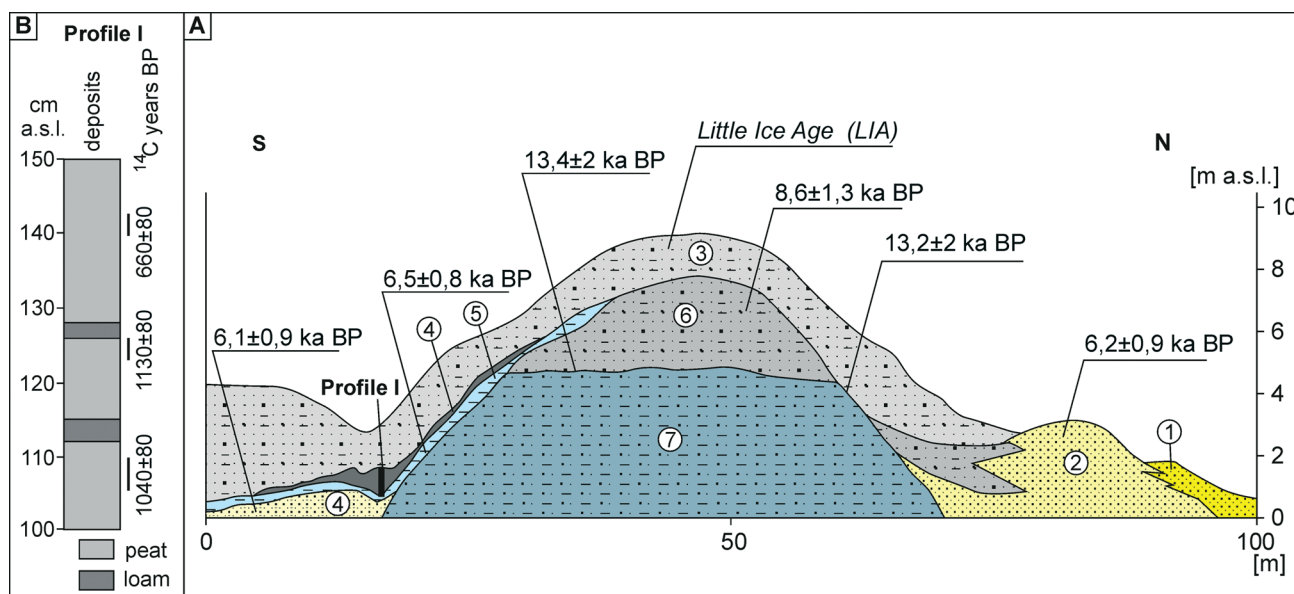 B
Profile I
cm
a.s.l.
deposits
14C years BP
150
140
130
120
110
100
660±80
1130±80
1040±80
peat
loam
A
S
N
Little Ice Age (LIA)
13,4±2 ka BP
8,6±1,3 ka BP
13,2±2 ka BP
6,5±0,8 ka BP
6,1±0,9 ka BP
6,2±0,9 ka BP
Profile I
3
5
4
6
7
4
2
1
[m a.s.l.]
10
8
6
4
2
0
0
50
100
[m]